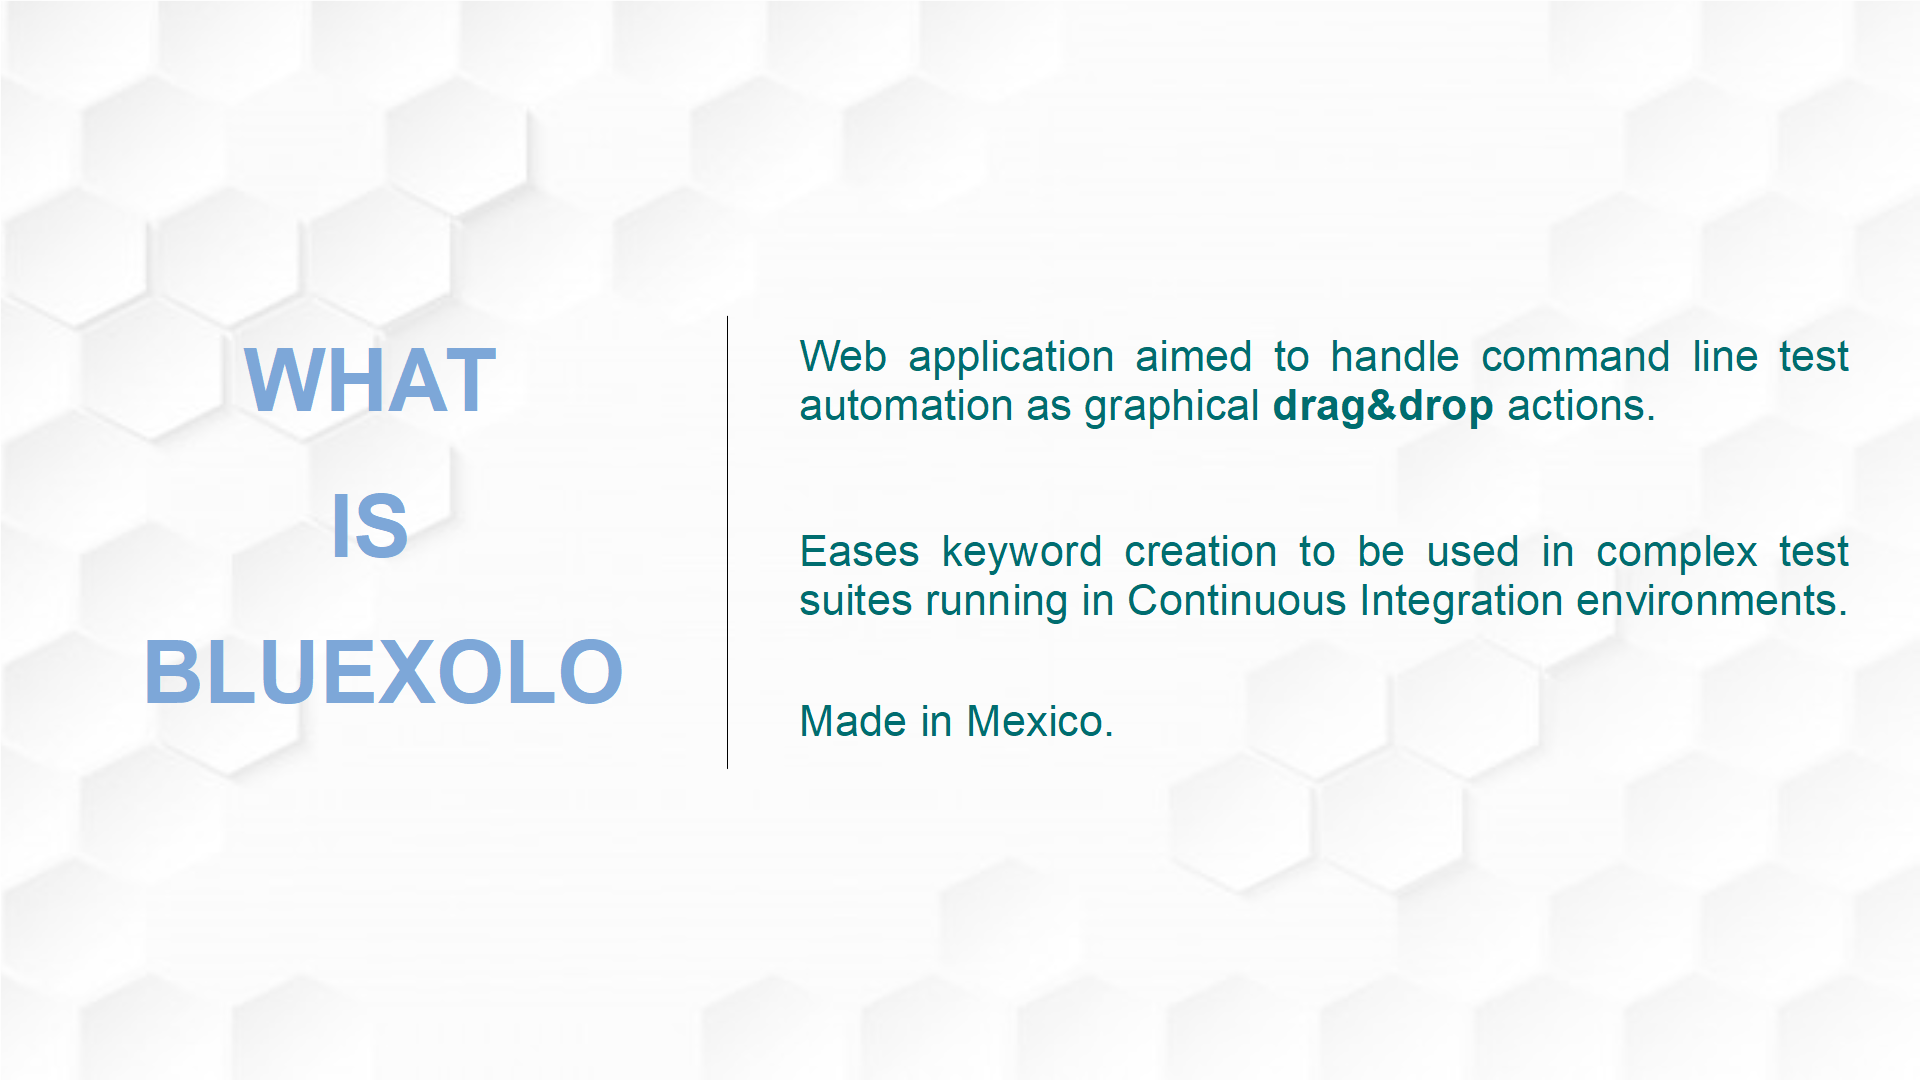 WHAT
IS
BLUEXOLO
Web application aimed to handle command line test
automation as graphical drag&drop actions.
Eases keyword creation to be used in complex test
suites running in Continuous Integration environments.
Made in Mexico.